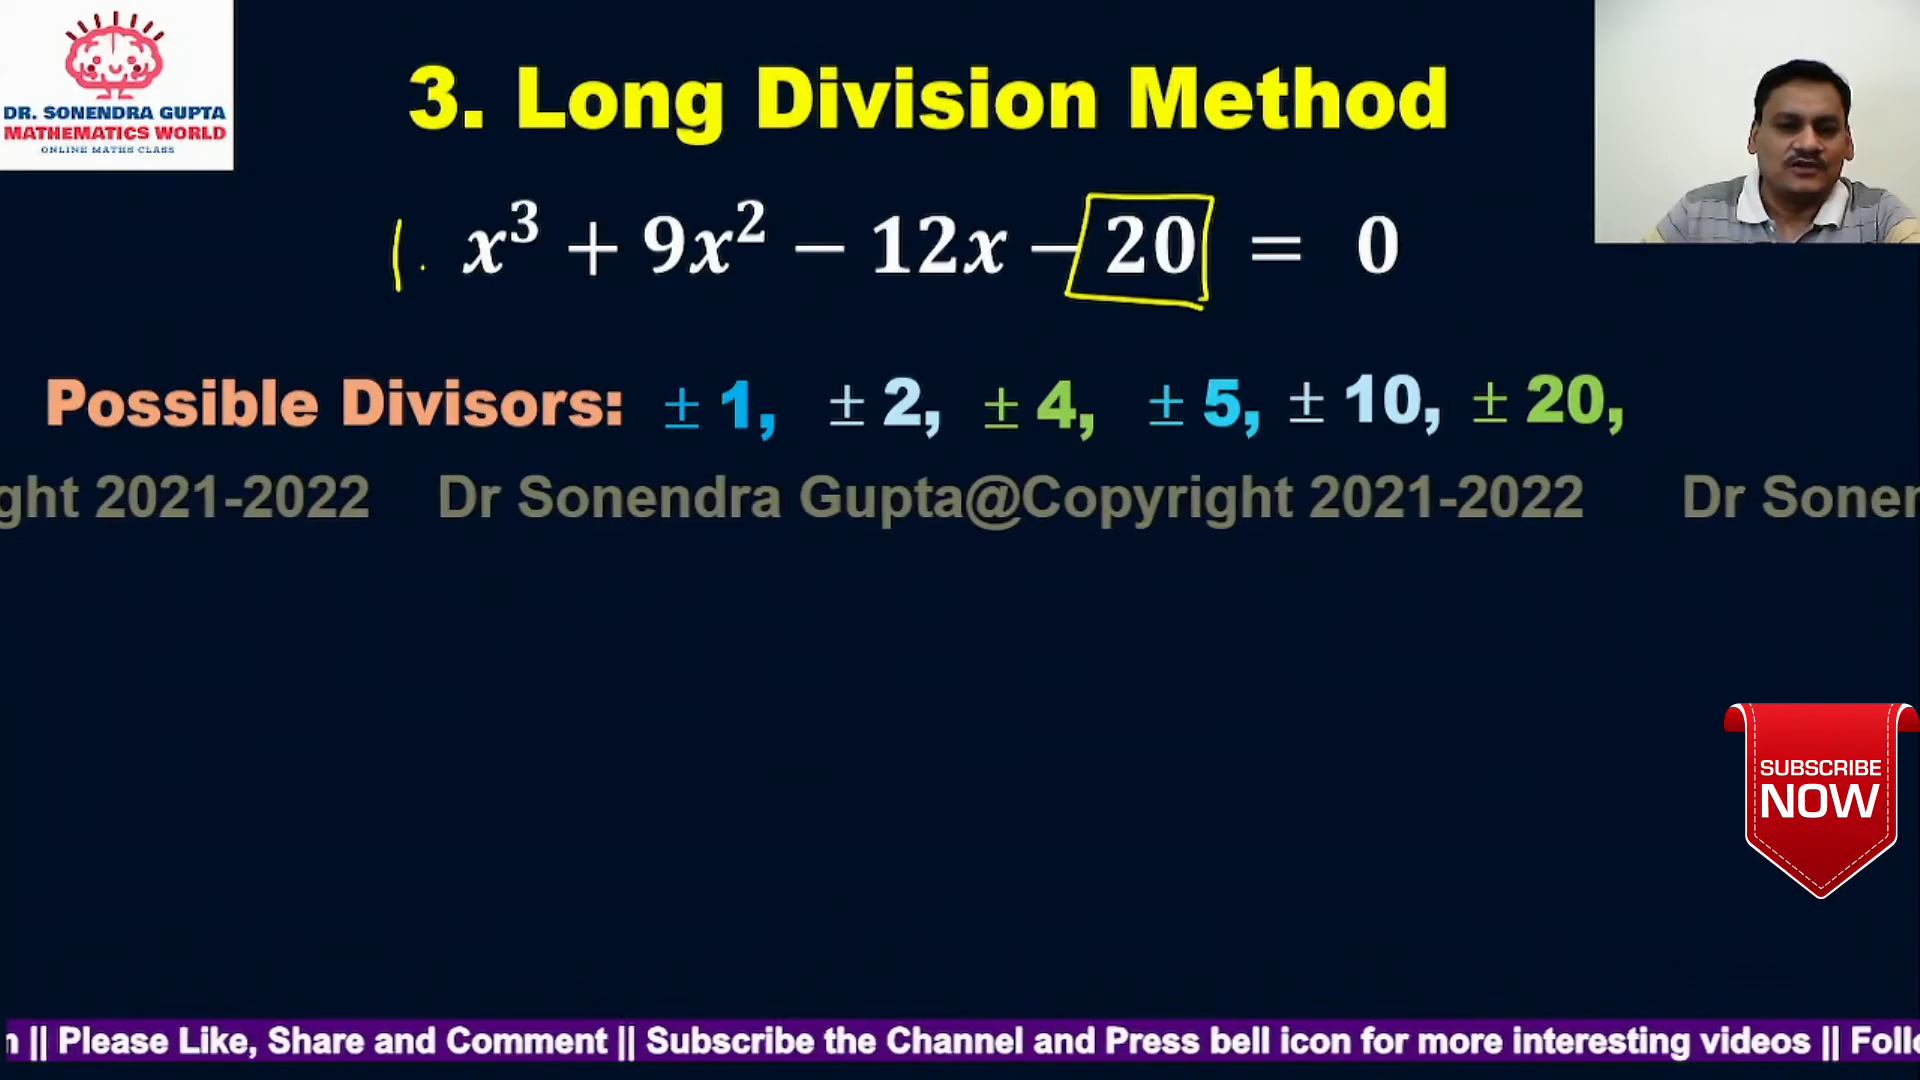 DR. SONENDRA GUPTA
MATHEMATICS WORLD
ONLINE MATHS CLASS
3. Long Division Method
1. x³ + 9x² − 12x − 20 = 0
Possible Divisors: ± 1, ± 2, ± 4, ± 5, ± 10, ± 20,
ght 2021-2022 Dr Sonendra Gupta@Copyright 2021-2022 Dr Soner
SUBSCRIBE
NOW
|| Please Like, Share and Comment || Subscribe the Channel and Press bell icon for more interesting videos || Foll